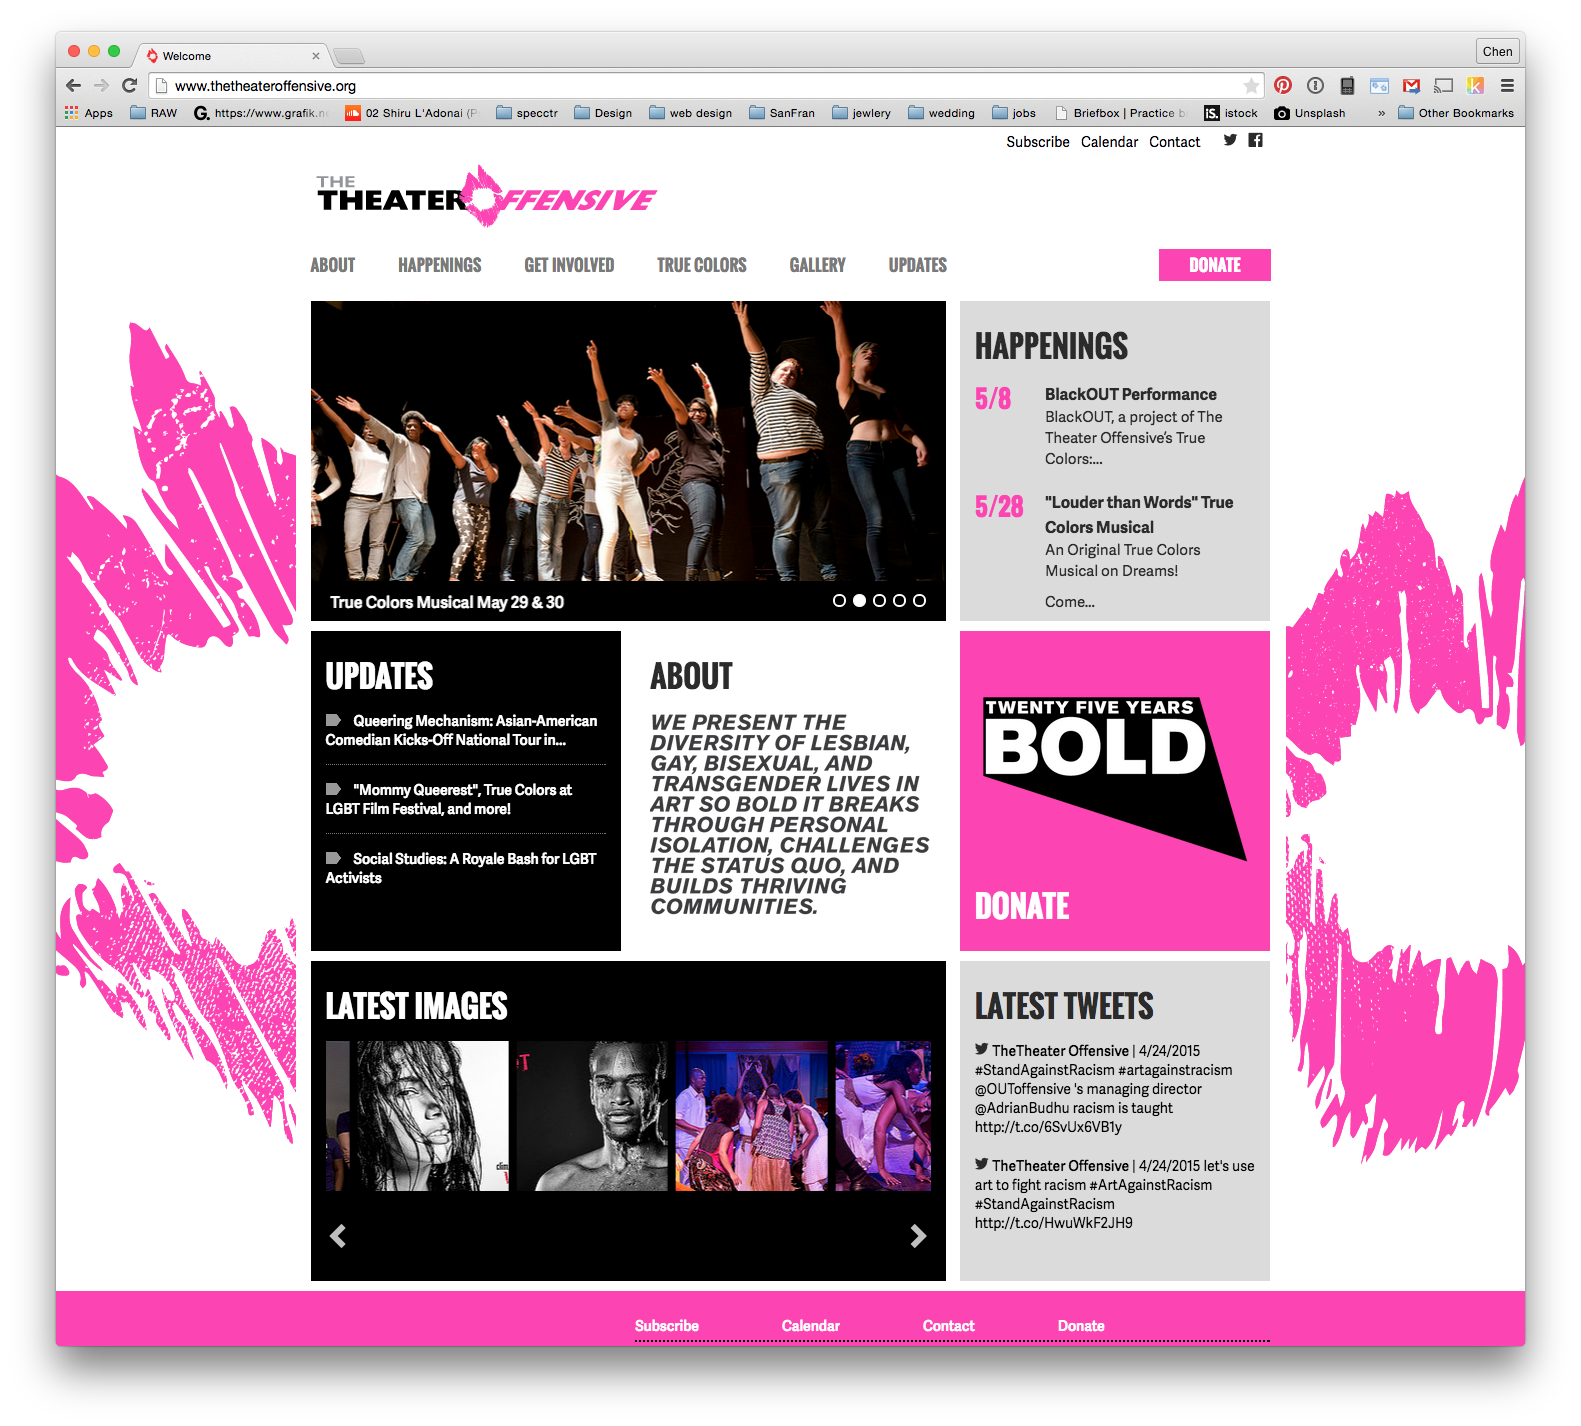 Welcome
Chen
www.thetheateroffensive.org
Apps RAW https://www.grafik.ne 02 Shiru L'Adonai (P specctr Design web design SanFran jewlery wedding jobs Briefbox | Practice b istock Unsplash » Other Bookmarks
Subscribe Calendar Contact
THE
THEATER OFFENSIVE
ABOUT HAPPENINGS GET INVOLVED TRUE COLORS GALLERY UPDATES DONATE
True Colors Musical May 29 & 30
HAPPENINGS
5/8 BlackOUT Performance
BlackOUT, a project of The
Theater Offensive's True
Colors:...
5/28 "Louder than Words" True
Colors Musical
An Original True Colors
Musical on Dreams!
Come...
UPDATES
Queering Mechanism: Asian-American
Comedian Kicks-Off National Tour in...
"Mommy Queerest", True Colors at
LGBT Film Festival, and more!
Social Studies: A Royale Bash for LGBT
Activists
ABOUT
WE PRESENT THE
DIVERSITY OF LESBIAN,
GAY, BISEXUAL, AND
TRANSGENDER LIVES IN
ART SO BOLD IT BREAKS
THROUGH PERSONAL
ISOLATION, CHALLENGES
THE STATUS QUO, AND
BUILDS THRIVING
COMMUNITIES.
TWENTY FIVE YEARS
BOLD
DONATE
LATEST IMAGES
LATEST TWEETS
TheTheater Offensive | 4/24/2015
#StandAgainstRacism #artagainstracism
@OUToffensive 's managing director
@AdrianBudhu racism is taught
http://t.co/6SvUx6VB1y
TheTheater Offensive | 4/24/2015 let's use
art to fight racism #ArtAgainstRacism
#StandAgainstRacism
http://t.co/HwuWkF2JH9
Subscribe Calendar Contact Donate